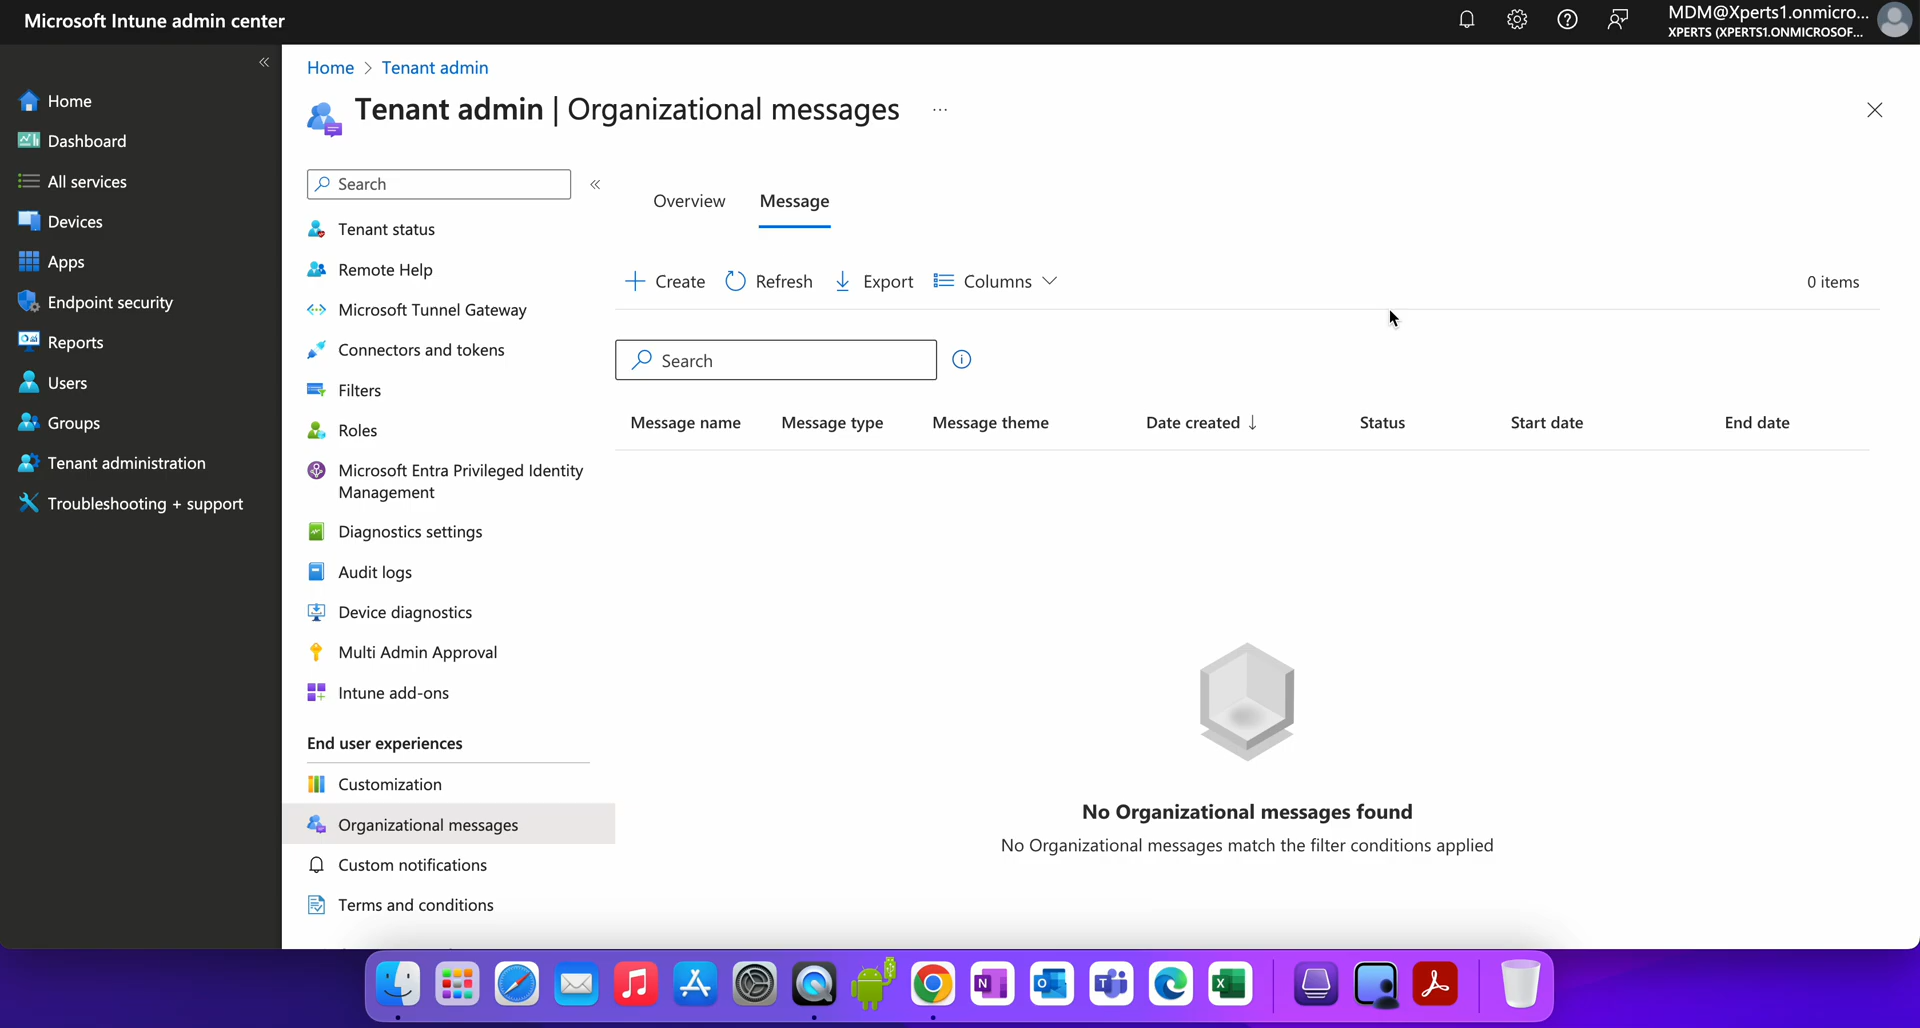 Microsoft Intune admin center
MDM@Xperts1.onmicro...
XPERTS (XPERTS1.ONMICROSOF...
Home
Dashboard
All services
Devices
Apps
Endpoint security
Reports
Users
Groups
Tenant administration
Troubleshooting + support
Home > Tenant admin
Tenant admin | Organizational messages ...
Search
Tenant status
Remote Help
Microsoft Tunnel Gateway
Connectors and tokens
Filters
Roles
Microsoft Entra Privileged Identity
Management
Diagnostics settings
Audit logs
Device diagnostics
Multi Admin Approval
Intune add-ons
End user experiences
Customization
Organizational messages
Custom notifications
Terms and conditions
Overview Message
Create Refresh Export Columns 0 items
Search
Message name Message type Message theme Date created ↓ Status Start date End date
No Organizational messages found
No Organizational messages match the filter conditions applied